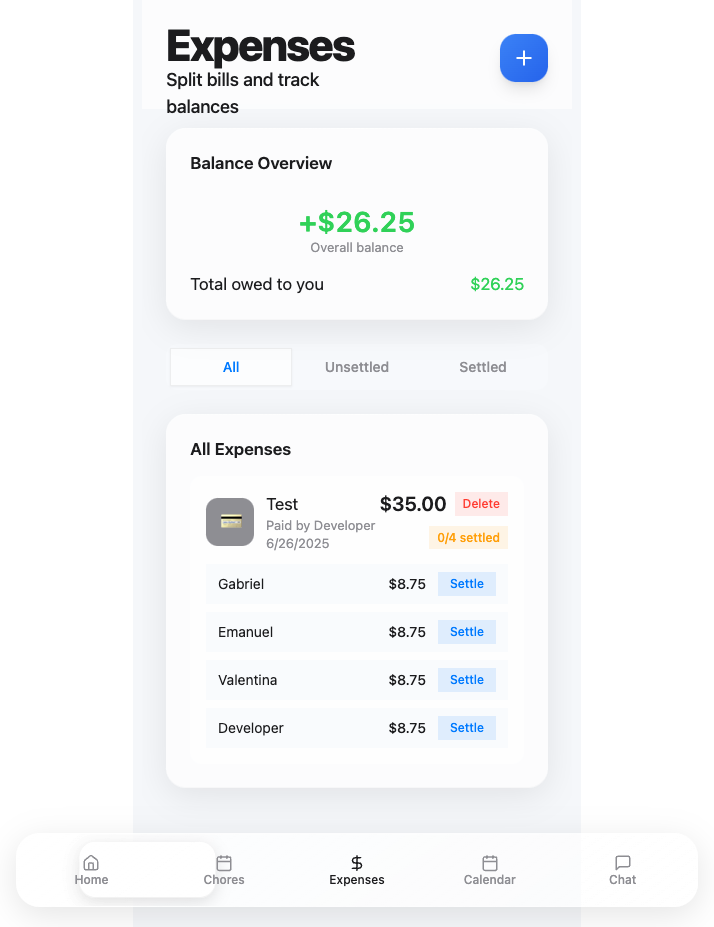 Expenses
Split bills and track
balances
+
Balance Overview
+$26.25
Overall balance
Total owed to you $26.25
All Unsettled Settled
All Expenses
Test $35.00 Delete
Paid by Developer 0/4 settled
6/26/2025
Gabriel $8.75 Settle
Emanuel $8.75 Settle
Valentina $8.75 Settle
Developer $8.75 Settle
Home Chores Expenses Calendar Chat